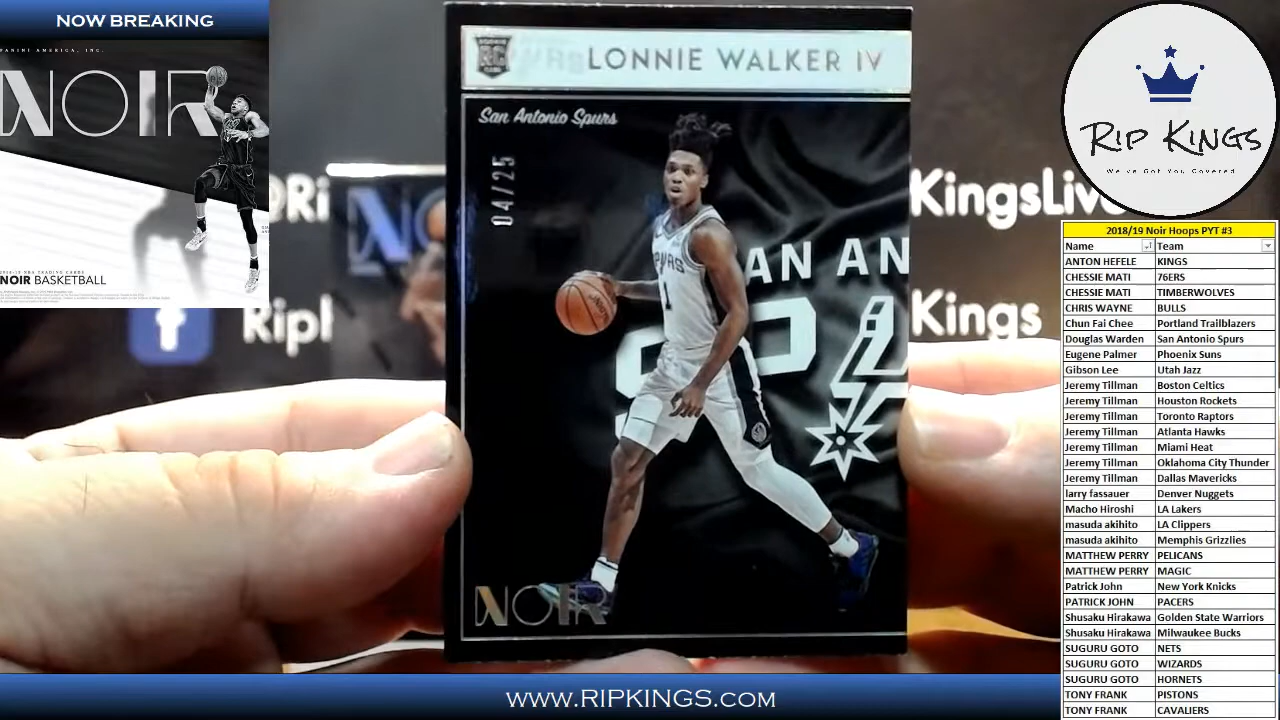 NOW BREAKING
PANINI AMERICA, INC.
NOIR
NOIR BASKETBALL
RC
LONNIE WALKER IV
San Antonio Spurs
04/25
SPURS
1
AN AN
NOIR
KingsLive
Kings
Rip Kings
We've Got You Covered
2018/19 Noir Hoops PYT #3
Name Team
ANTON HEFELE KINGS
CHESSIE MATI 76ERS
CHESSIE MATI TIMBERWOLVES
CHRIS WAYNE BULLS
Chun Fai Chee Portland Trailblazers
Douglas Warden San Antonio Spurs
Eugene Palmer Phoenix Suns
Gibson Lee Utah Jazz
Jeremy Tillman Boston Celtics
Jeremy Tillman Houston Rockets
Jeremy Tillman Toronto Raptors
Jeremy Tillman Atlanta Hawks
Jeremy Tillman Miami Heat
Jeremy Tillman Oklahoma City Thunder
Jeremy Tillman Dallas Mavericks
larry fassauer Denver Nuggets
Macho Hiroshi LA Lakers
masuda akihito LA Clippers
masuda akihito Memphis Grizzlies
MATTHEW PERRY PELICANS
MATTHEW PERRY MAGIC
Patrick John New York Knicks
PATRICK JOHN PACERS
Shusaku Hirakawa Golden State Warriors
Shusaku Hirakawa Milwaukee Bucks
SUGURU GOTO NETS
SUGURU GOTO WIZARDS
SUGURU GOTO HORNETS
TONY FRANK PISTONS
TONY FRANK CAVALIERS
WWW.RIPKINGS.COM